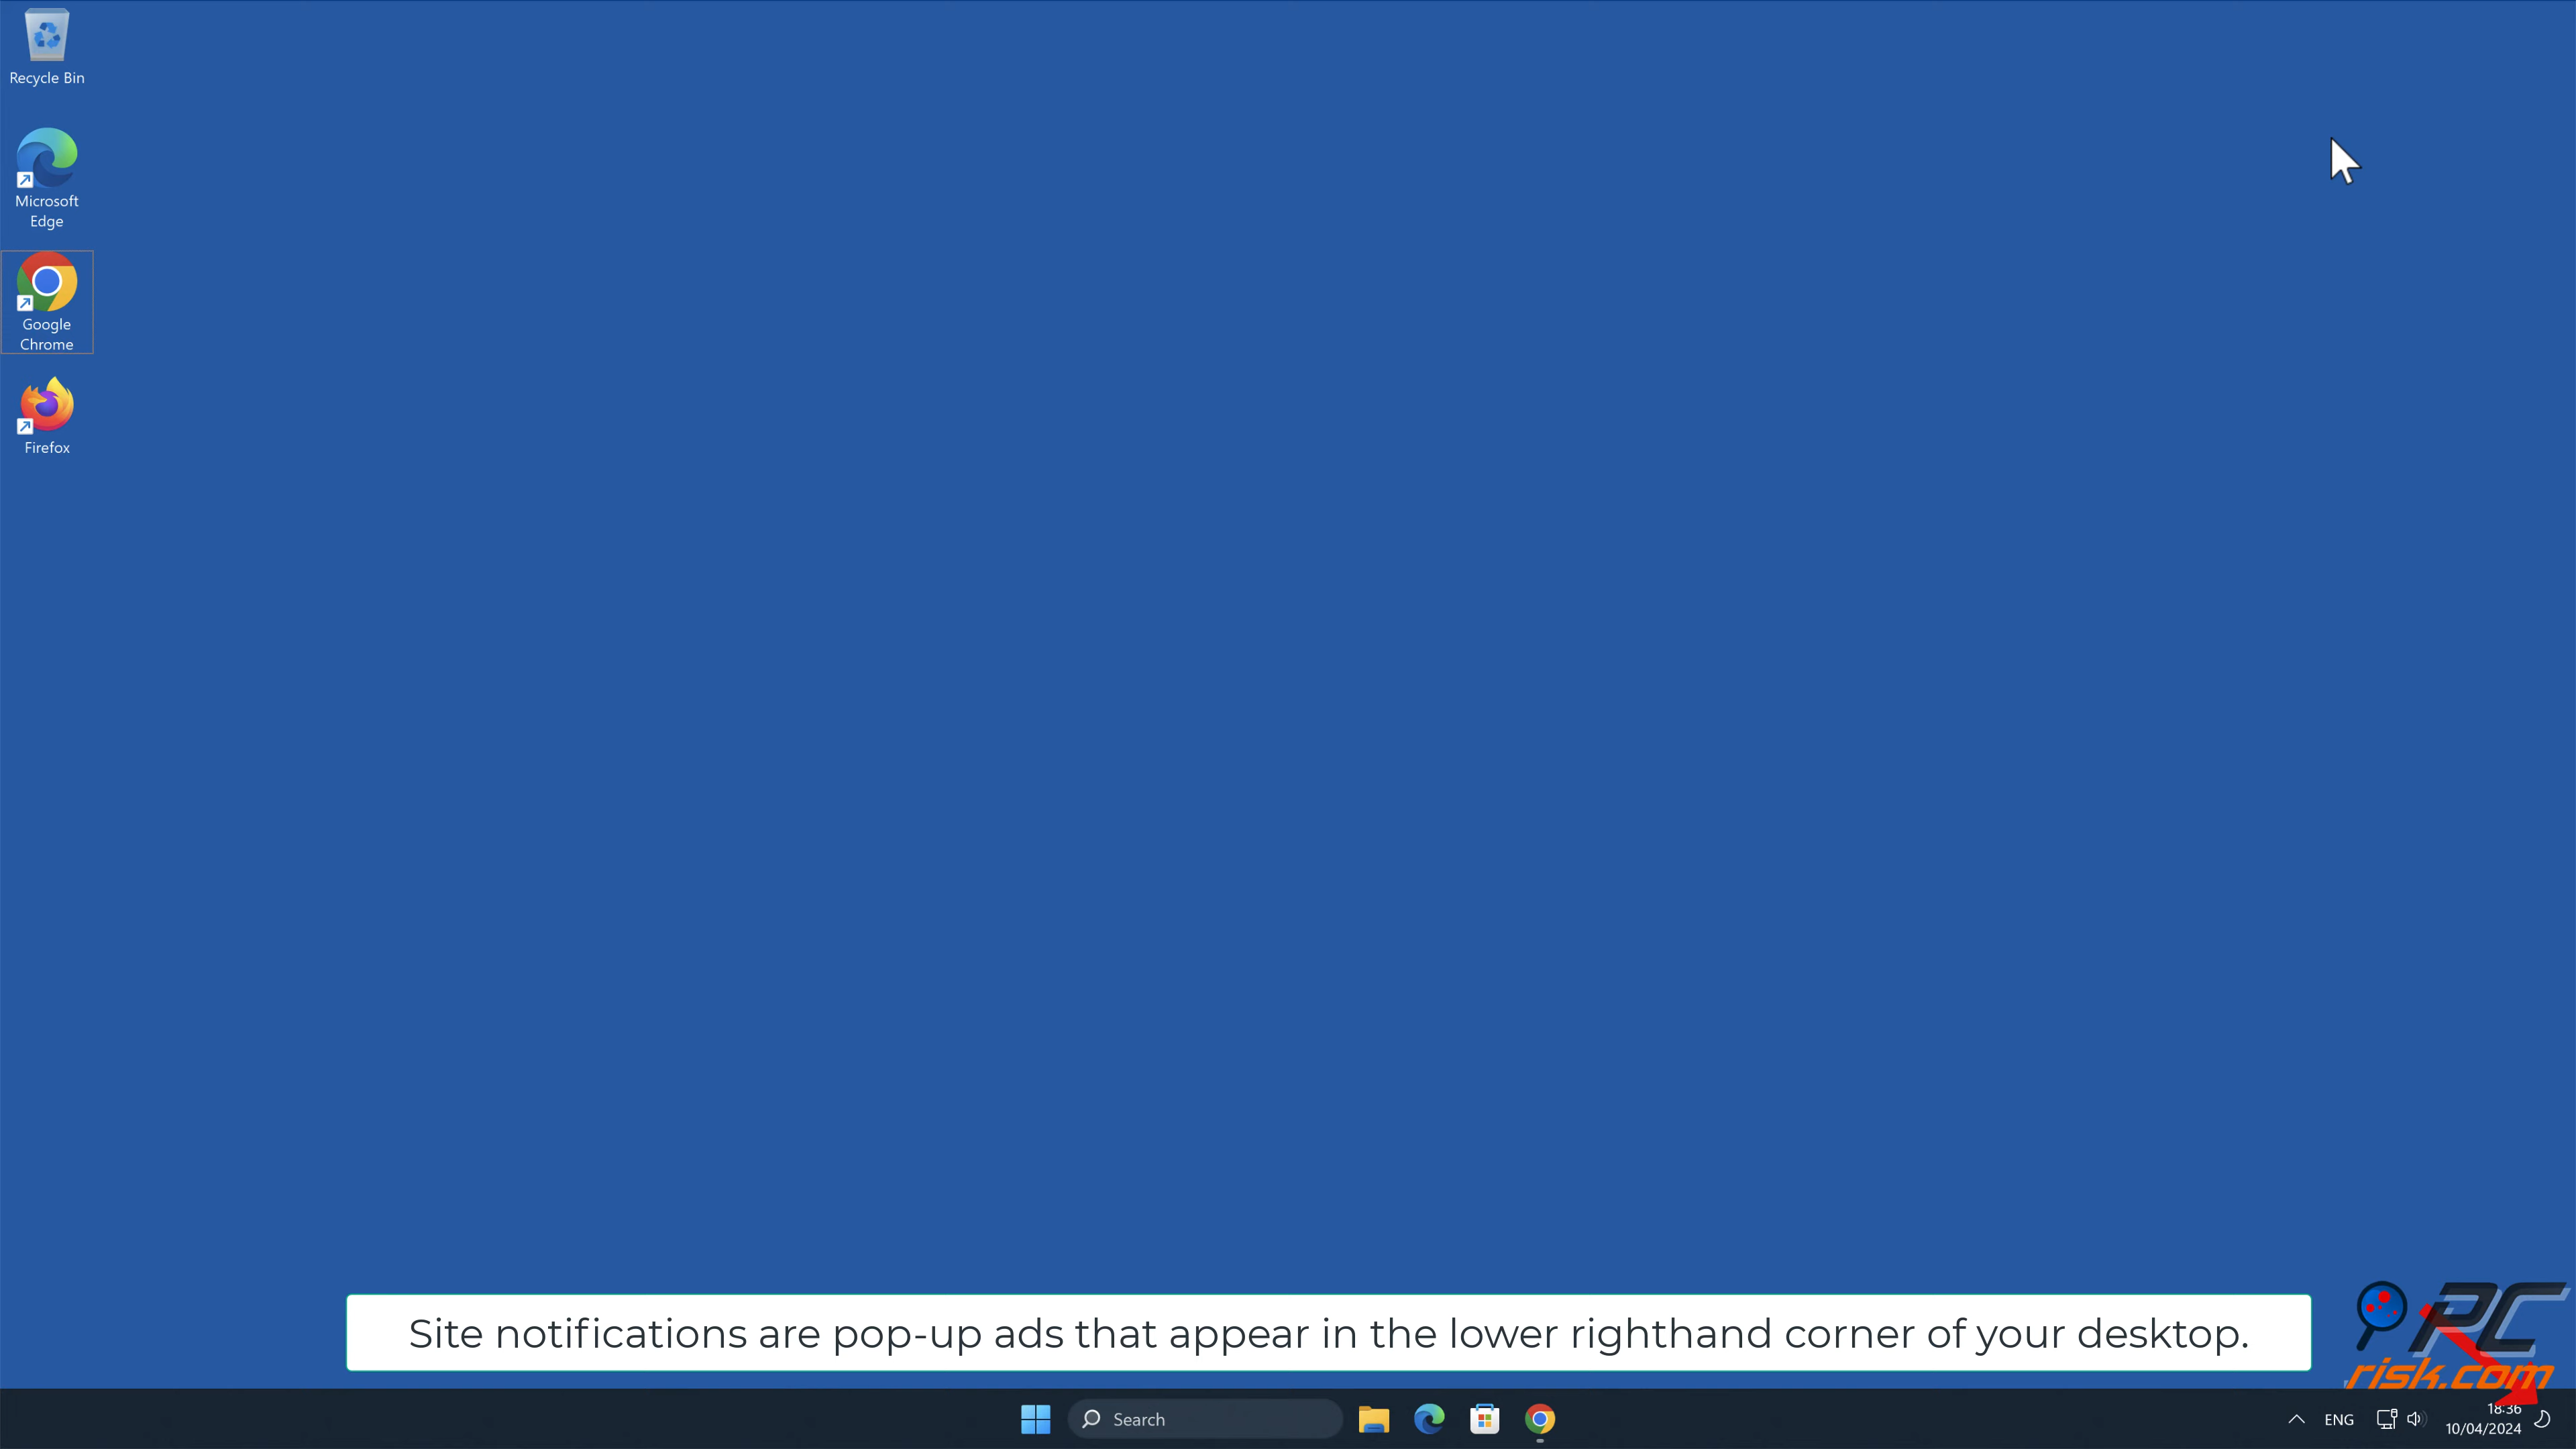 Recycle Bin
Microsoft
Edge
Google
Chrome
Firefox
Site notifications are pop-up ads that appear in the lower righthand corner of your desktop.
PC
risk.com
Search
ENG
18:36
10/04/2024